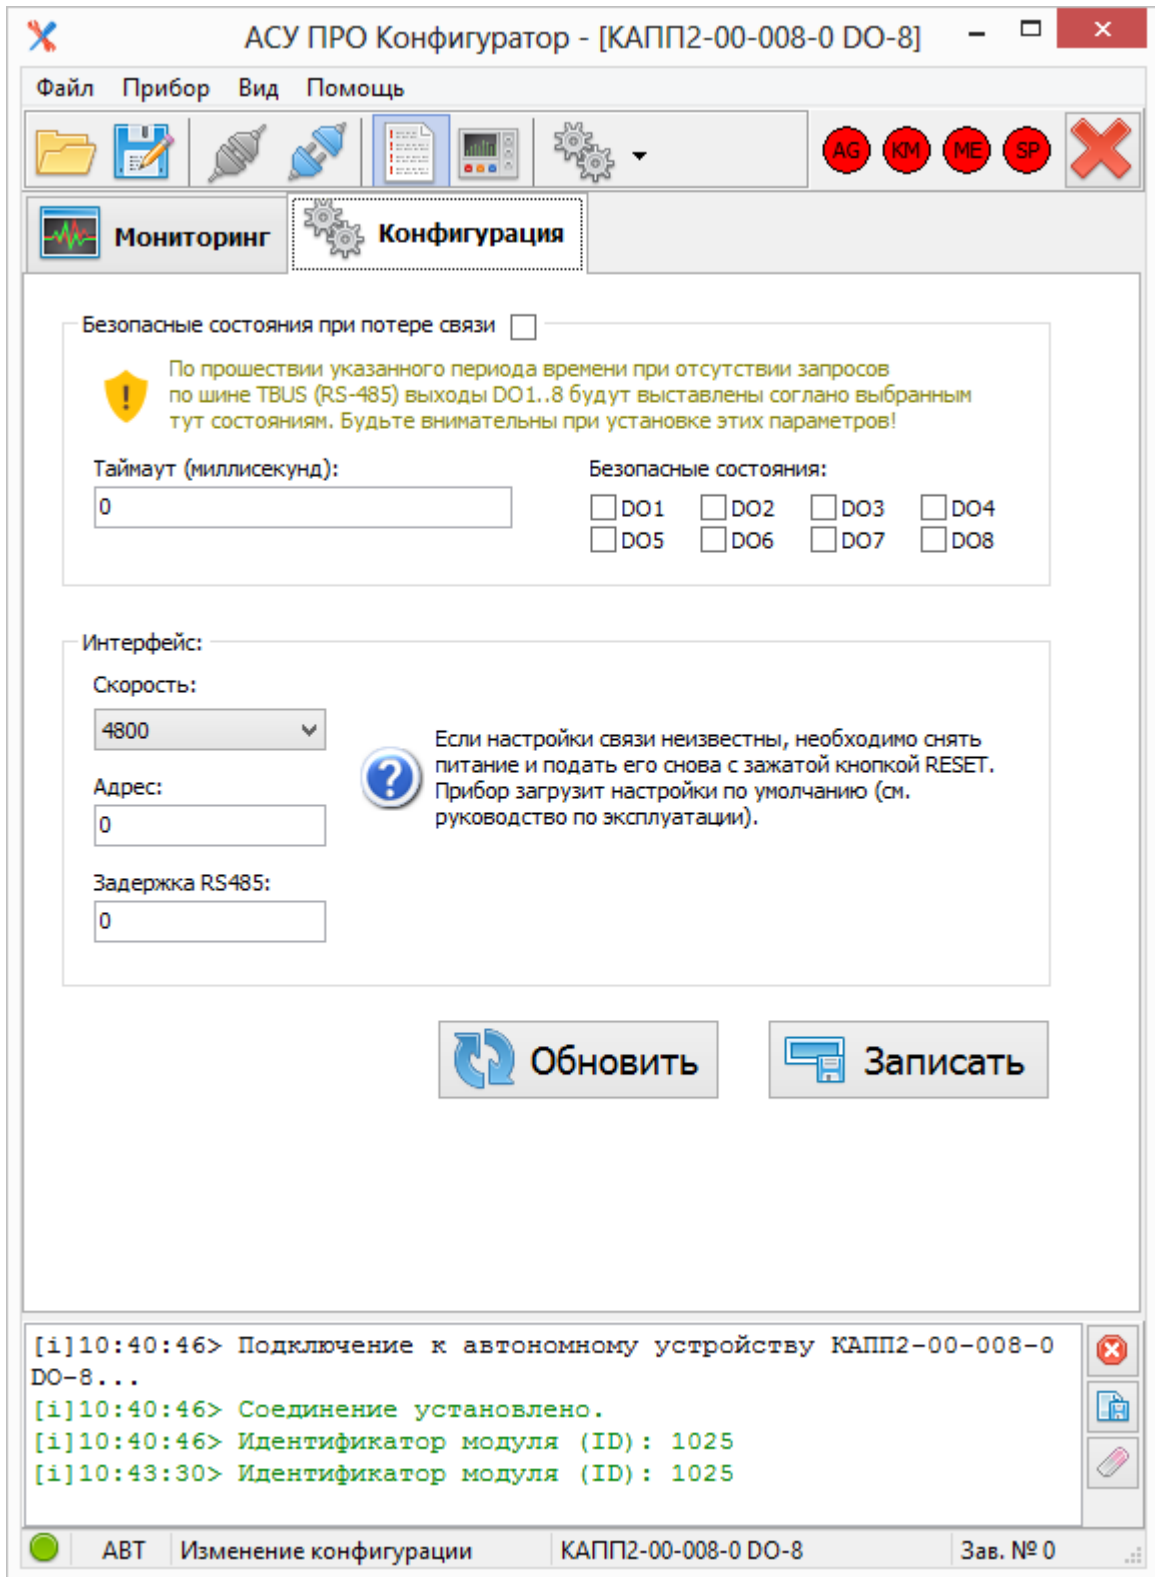 АСУ ПРО Конфигуратор - [КАПП2-00-008-0 DO-8]
Файл Прибор Вид Помощь
AG KM ME SP
Мониторинг Конфигурация
Безопасные состояния при потере связи
По прошествии указанного периода времени при отсутствии запросов
по шине TBUS (RS-485) выходы DO1..8 будут выставлены соглано выбранным
тут состояниям. Будьте внимательны при установке этих параметров!
Таймаут (миллисекунд): Безопасные состояния:
0
DO1 DO2 DO3 DO4
DO5 DO6 DO7 DO8
Интерфейс:
Скорость:
4800
Если настройки связи неизвестны, необходимо снять
питание и подать его снова с зажатой кнопкой RESET.
Прибор загрузит настройки по умолчанию (см.
руководство по эксплуатации).
Адрес:
0
Задержка RS485:
0
Обновить Записать
[i]10:40:46> Подключение к автономному устройству КАПП2-00-008-0
DO-8...
[i]10:40:46> Соединение установлено.
[i]10:40:46> Идентификатор модуля (ID): 1025
[i]10:43:30> Идентификатор модуля (ID): 1025
АВТ Изменение конфигурации КАПП2-00-008-0 DO-8 Зав. № 0